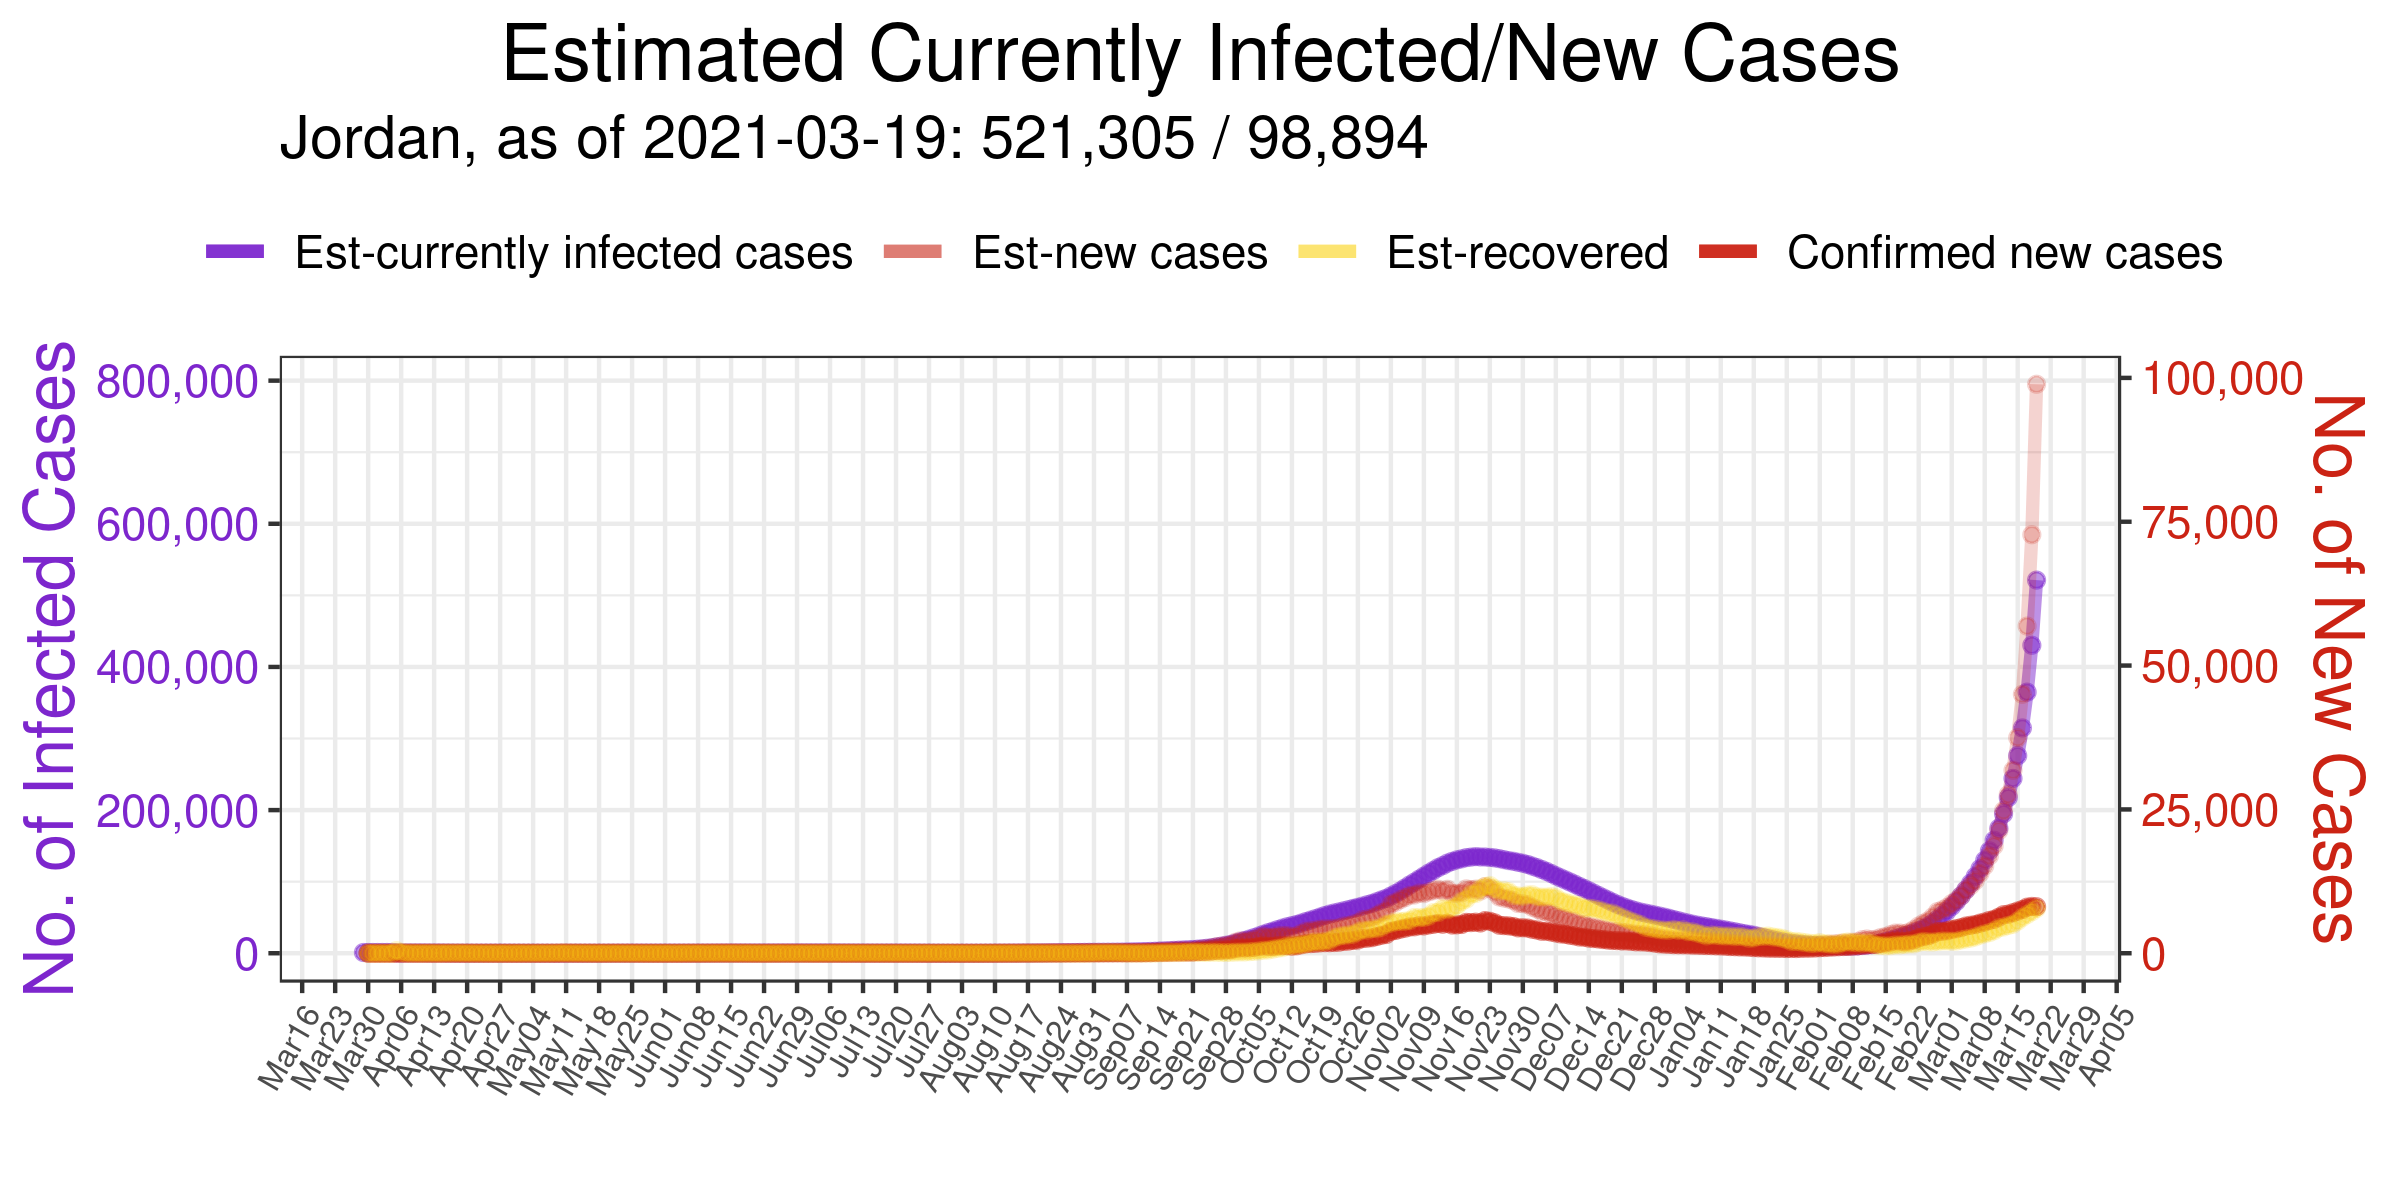 Estimated Currently Infected/New Cases
Jordan, as of 2021-03-19: 521,305 / 98,894
Est-currently infected cases Est-new cases Est-recovered Confirmed new cases
No. of Infected Cases
800,000
600,000
400,000
200,000
0
100,000
75,000
50,000
25,000
0
No. of New Cases
Mar16
Mar23
Mar30
Apr06
Apr13
Apr20
Apr27
May04
May11
May18
May25
Jun01
Jun08
Jun15
Jun22
Jun29
Jul06
Jul13
Jul20
Jul27
Aug03
Aug10
Aug17
Aug24
Aug31
Sep07
Sep14
Sep21
Sep28
Oct05
Oct12
Oct19
Oct26
Nov02
Nov09
Nov16
Nov23
Nov30
Dec07
Dec14
Dec21
Dec28
Dec04
Jan11
Jan18
Jan25
Feb01
Feb08
Feb15
Feb22
Mar01
Mar08
Mar15
Mar22
Mar29
Apr05